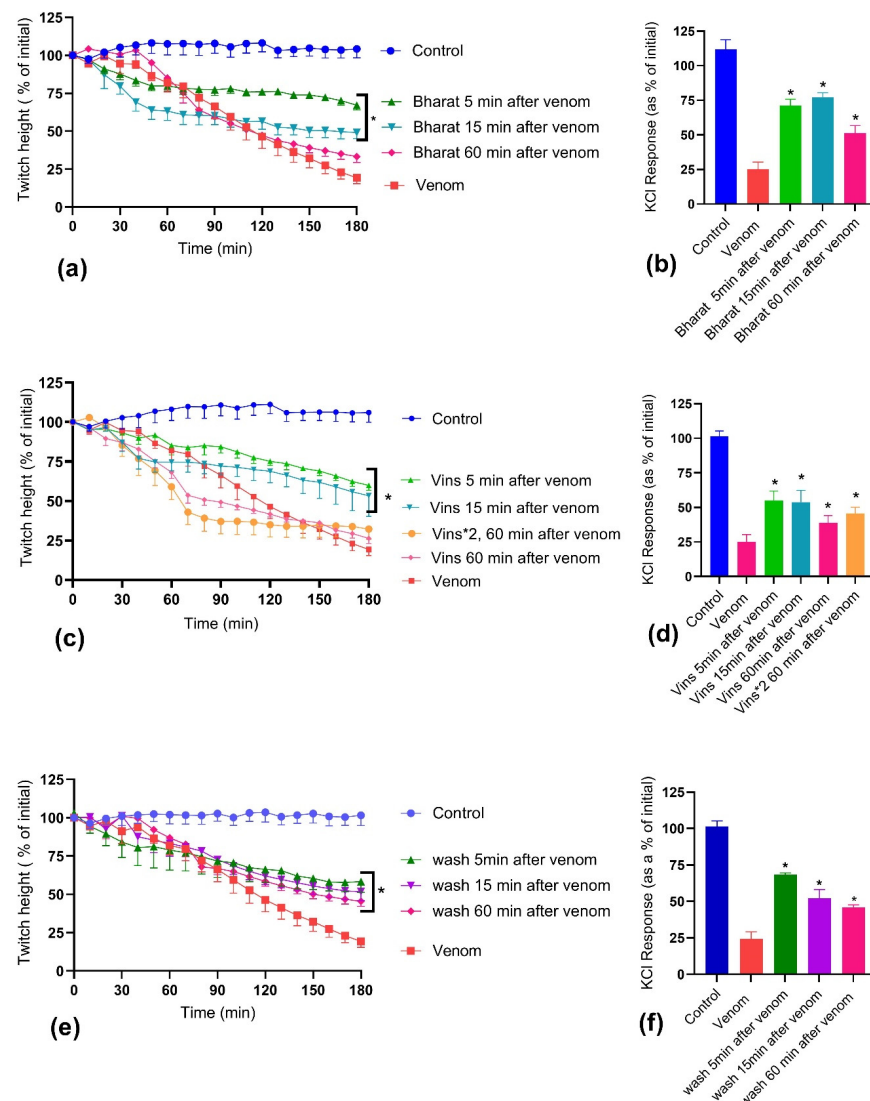 Twitch height ( % of initial)
125
100
75
50
25
0
0 30 60 90 120 150 180
Time (min)
Control
Bharat 5 min after venom
Bharat 15 min after venom
Bharat 60 min after venom
Venom
*
(a)
KCl Response (as % of initial)
125
100
75
50
25
0
* * *
Control
Venom
Bharat 5min after venom
Bharat 15min after venom
Bharat 60 min after venom
(b)
Twitch height (% of initial)
125
100
75
50
25
0
0 30 60 90 120 150 180
Time (min)
Control
Vins 5 min after venom
Vins 15 min after venom
Vins*2, 60 min after venom
Vins 60 min after venom
Venom
*
(c)
KCl Response (as % of initial)
125
100
75
50
25
0
* * * *
Control
Venom
Vins 5min after venom
Vins 15min after venom
Vins 60min after venom
Vins*2 60 min after venom
(d)
Twitch height ( % of initial)
125
100
75
50
25
0
0 30 60 90 120 150 180
Time (min)
Control
wash 5min after venom
wash 15 min after venom
wash 60 min after venom
Venom
*
(e)
KCl Response (as a % of initial)
125
100
75
50
25
0
* * *
Control
Venom
wash 5min after venom
wash 15min after venom
wash 60 min after venom
(f)